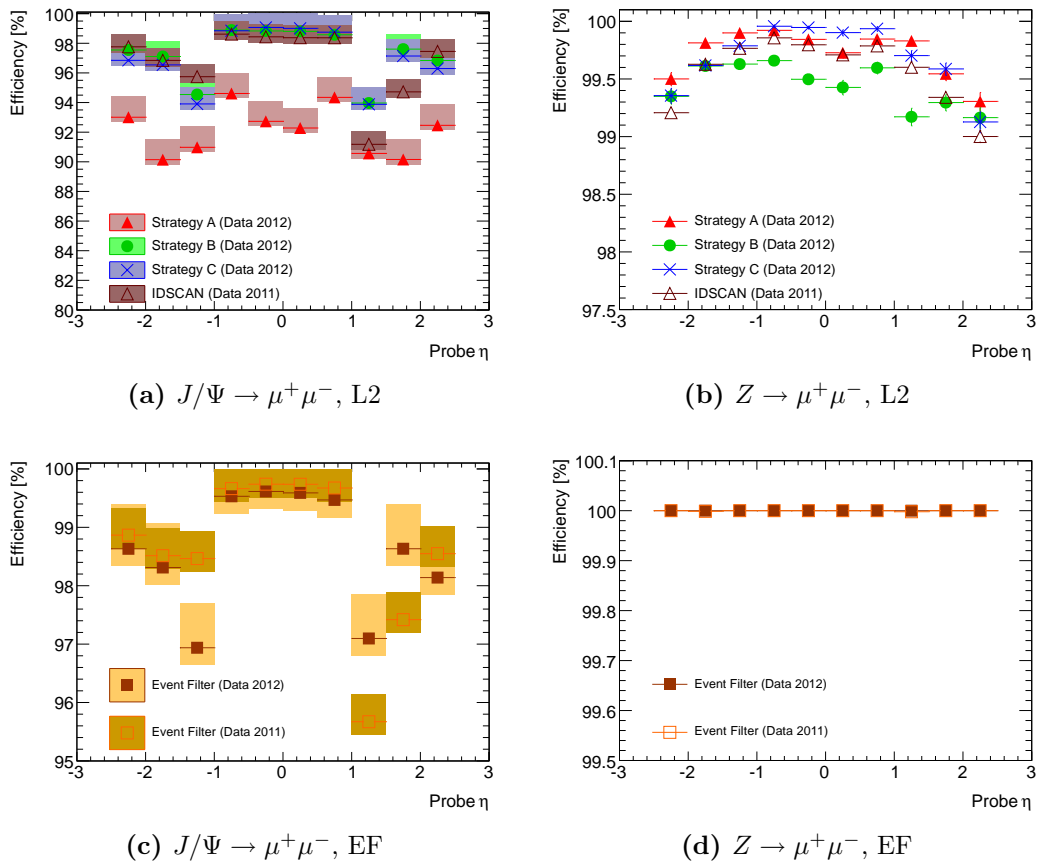 Efficiency [%]
100
98
96
94
92
90
88
86
84
82
80
Strategy A (Data 2012)
Strategy B (Data 2012)
Strategy C (Data 2012)
IDSCAN (Data 2011)
-3 -2 -1 0 1 2 3
Probe η
(a) J/Ψ → μ⁺μ⁻, L2
Efficiency [%]
100
99.5
99
98.5
98
97.5
Strategy A (Data 2012)
Strategy B (Data 2012)
Strategy C (Data 2012)
IDSCAN (Data 2011)
-3 -2 -1 0 1 2 3
Probe η
(b) Z → μ⁺μ⁻, L2
Efficiency [%]
100
99
98
97
96
95
Event Filter (Data 2012)
Event Filter (Data 2011)
-3 -2 -1 0 1 2 3
Probe η
(c) J/Ψ → μ⁺μ⁻, EF
Efficiency [%]
100.1
100
99.9
99.8
99.7
99.6
99.5
Event Filter (Data 2012)
Event Filter (Data 2011)
-3 -2 -1 0 1 2 3
Probe η
(d) Z → μ⁺μ⁻, EF